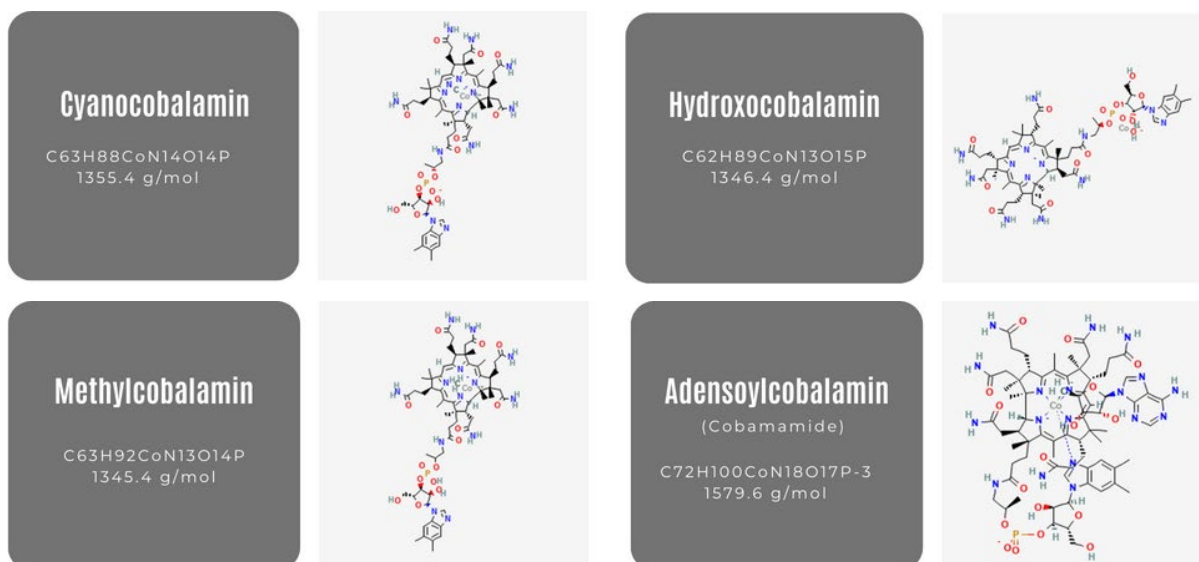 Cyanocobalamin
C63H88CoN14O14P
1355.4 g/mol
Hydroxocobalamin
C62H89CoN13O15P
1346.4 g/mol
Methylcobalamin
C63H92CoN13O14P
1345.4 g/mol
Adensoylcobalamin
(Cobamamide)
C72H100CoN18O17P-3
1579.6 g/mol